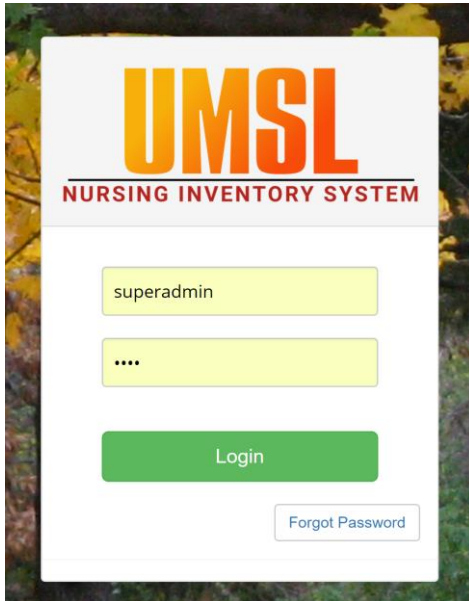 UMSL
NURSING INVENTORY SYSTEM
superadmin
••••
Login
Forgot Password